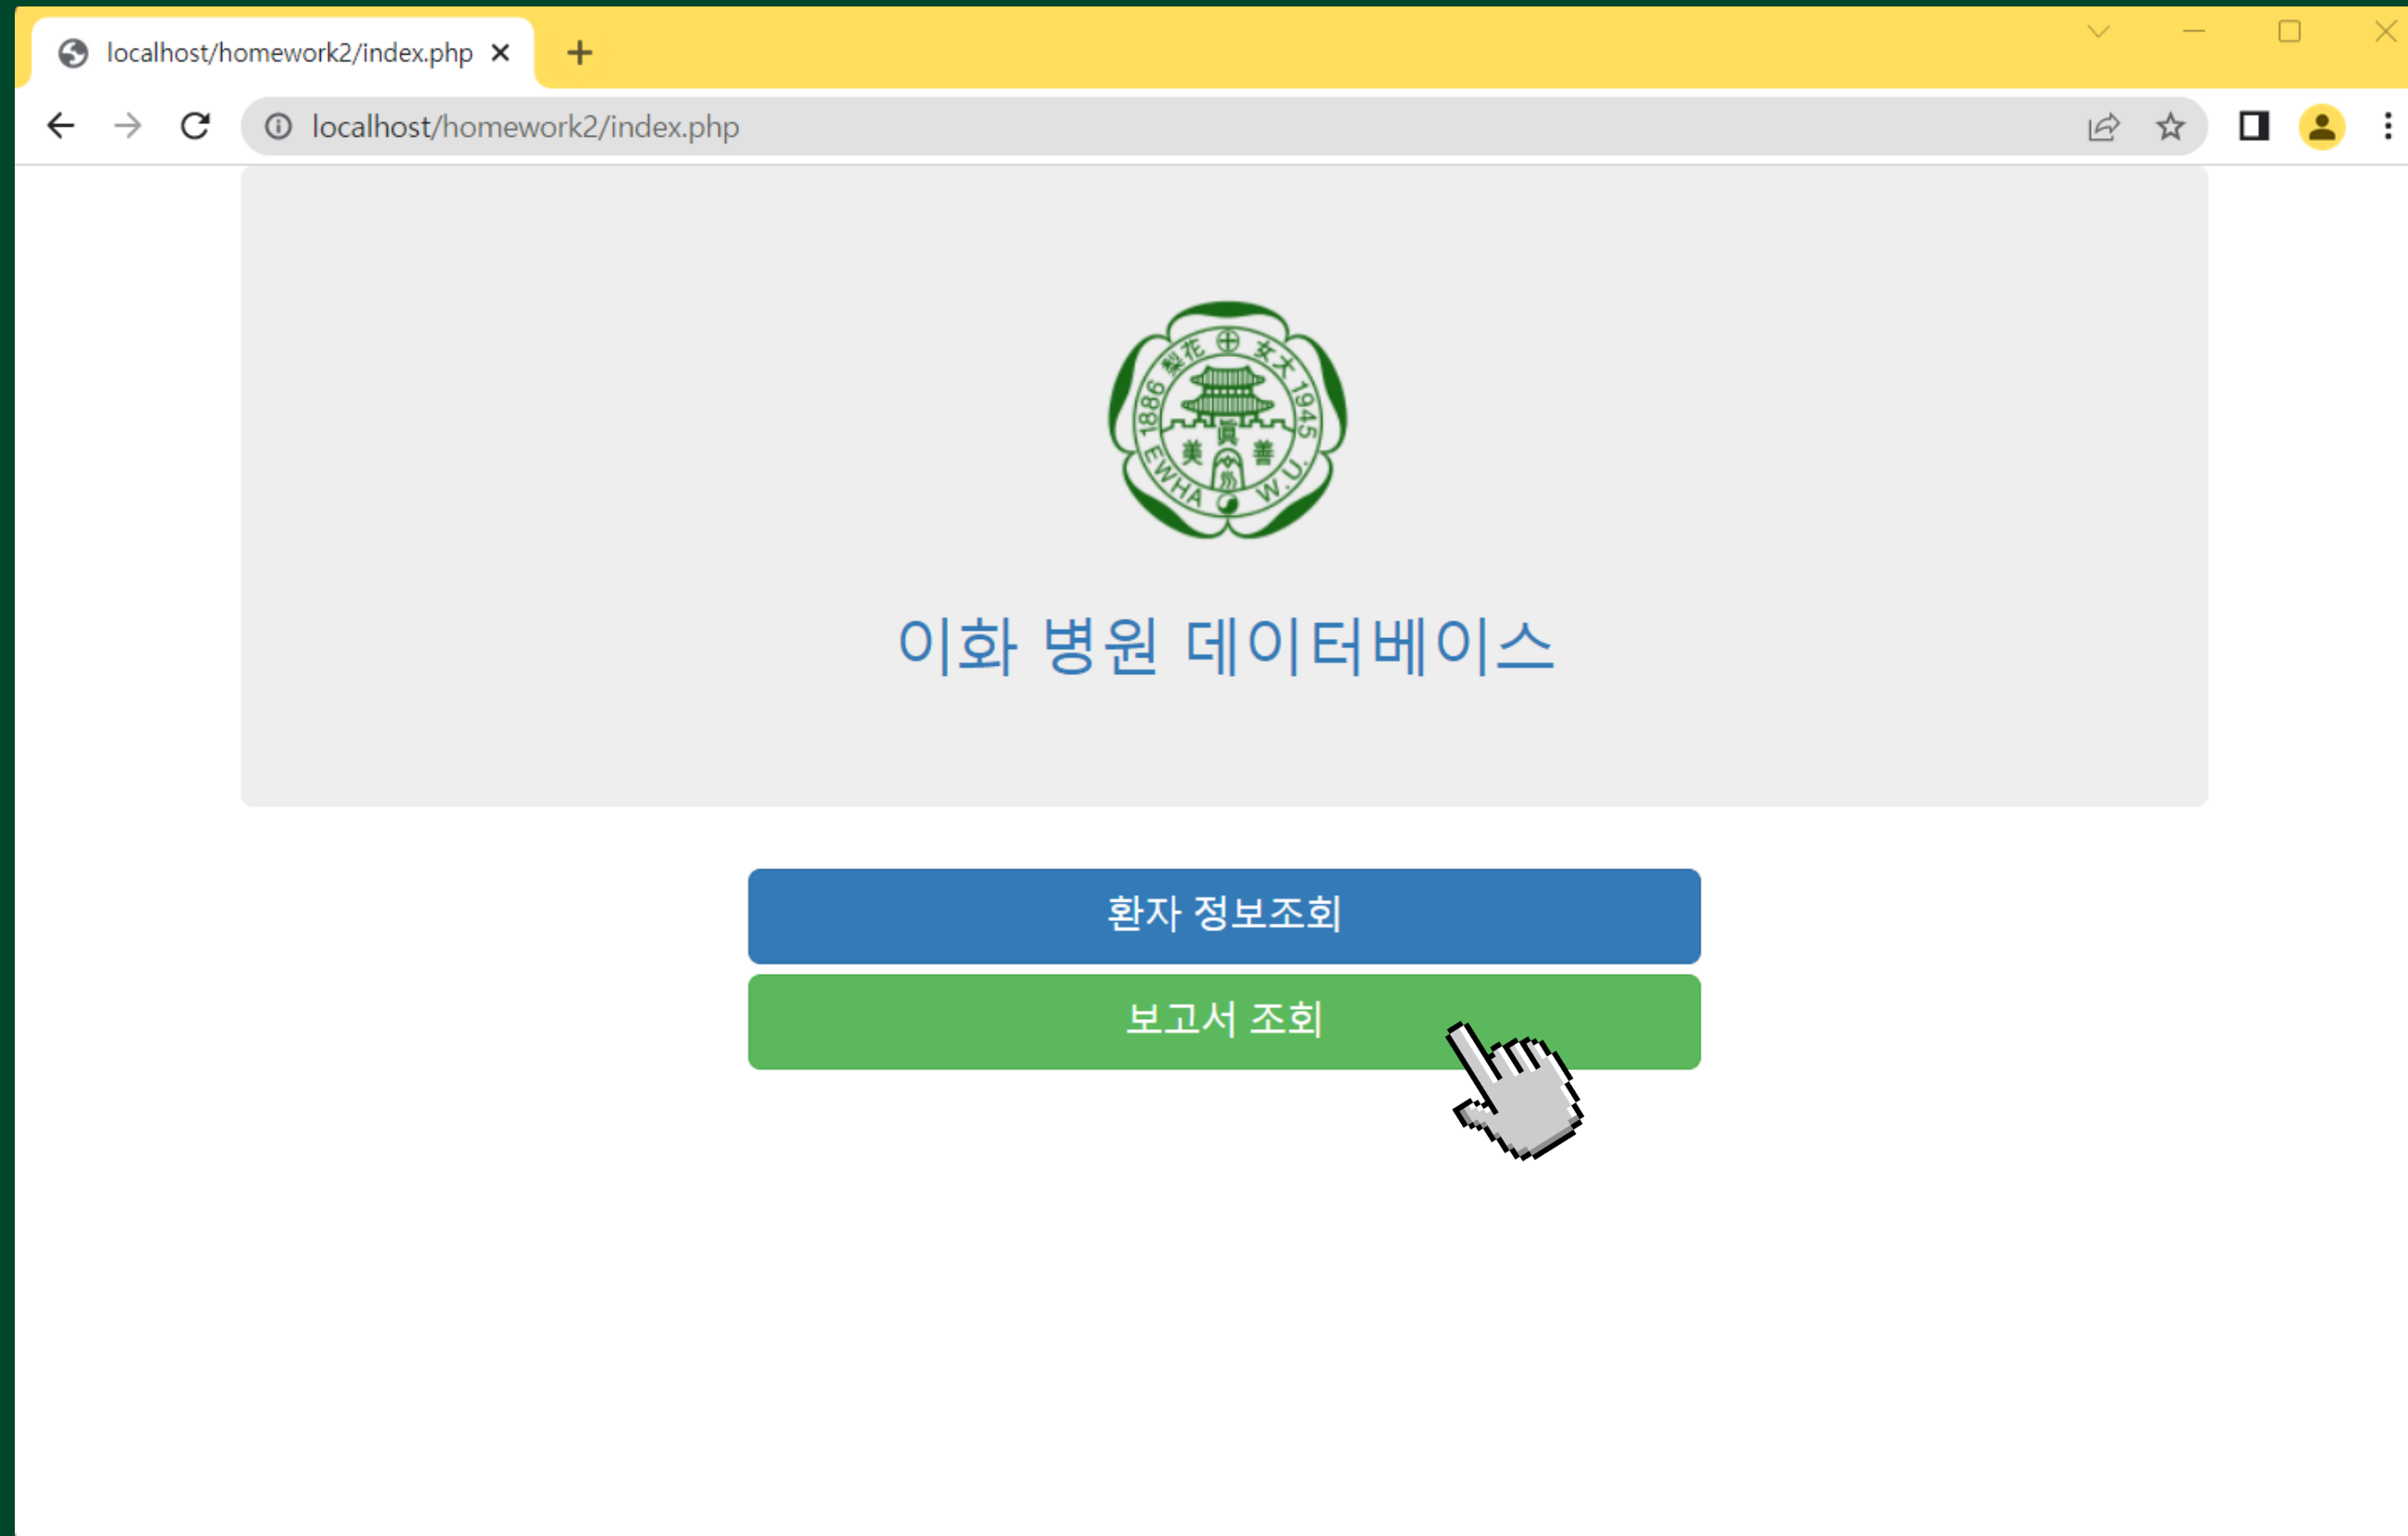 localhost/homework2/index.php
localhost/homework2/index.php
1886 梨花 女大 1945
眞
美 善
EWHA W.U.
이화 병원 데이터베이스
환자 정보조회
보고서 조회